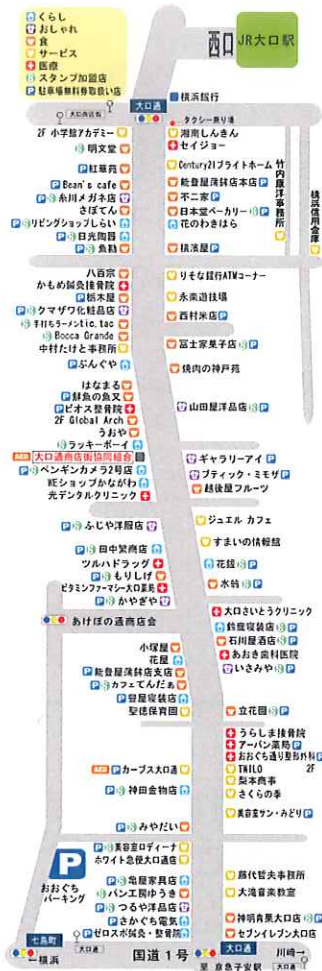 くらし
おしゃれ
食
サービス
医療
スタンプ加盟店
P 駐車場無料券取扱い店
西口 JR大口駅
大口通
横浜銀行
大口商店街
タクシー乗り場
2F 小学館アカデミー
明文堂
P 紅華苑
P Bean's cafe
P 糸川メガネ本店
さぼてん
P リビングショップしらい
P 日光陶器
P 魚勘
湘南しんきん
セイジョー
Century21ブライトホーム
能登屋蒲鉾店本店 P
不二家 P
日本堂ベーカリー P
花のわきはら
横濱屋 P
竹内康洋事務所
横浜信用金庫
八百宗
かもめ鍼灸接骨院
P 栃木屋
P クマザワ化粧品店
手打ちラーメンtic.tac
Bocca Grande
中村たけと事務所
P ぶんぐや
りそな銀行ATMコーナー
永楽遊技場
西村米店 P
冨士家菓子店 P
焼肉の神戸苑
はなまる
P 鮮魚の魚又
P ピオス整骨院
2F Global Arch
うおや
ラッキーボーイ
AED 大口通商店街協同組合
P ペンギンカメラ2号店
WEショップかながわ
光デンタルクリニック
山田屋洋品店 P
ギャラリーアイ P
ブティック・ミモザ P
越後屋フルーツ
P ふじや洋服店
P 田中繁商店
ツルハドラッグ
P もりしげ
ビタミンファーマシー大口薬局
P かやぎや
ジュエル カフェ
すまいの情報館
花館 P
水翁 P
あけぼの通商店会
大口さいとうクリニック
鈴鹿寝装店 P
石川屋酒店 P
あおき歯科医院
いさみや P
小塚屋
花屋
P 能登屋蒲鉾店支店
P カフェてんだぁ
P 曽屋寝装店
聖徳保育園
立花園 P
うらしま接骨院
アーバン薬局 P
おおぐち通り整形外科 P
TWILO 2F
梨本商事
さくらの季
美容室サン・みどり P
AED P カーブス大口通
P 神田金物店
P みやだい
P
おおぐち
パーキング
P 美容室ロディーナ
ホワイト急便大口通店
P 亀屋家具店
パン工房ゆうき
P つるや洋品店
P さかぐち電気
P ゼロスポ鍼灸・整骨院
藤代哲夫事務所
大滝音楽教室
神明青果大口店 P
セブンイレブン大口店
七島町
大口通
←横浜
国道1号
大口通
川崎→
大口通
京急子安駅